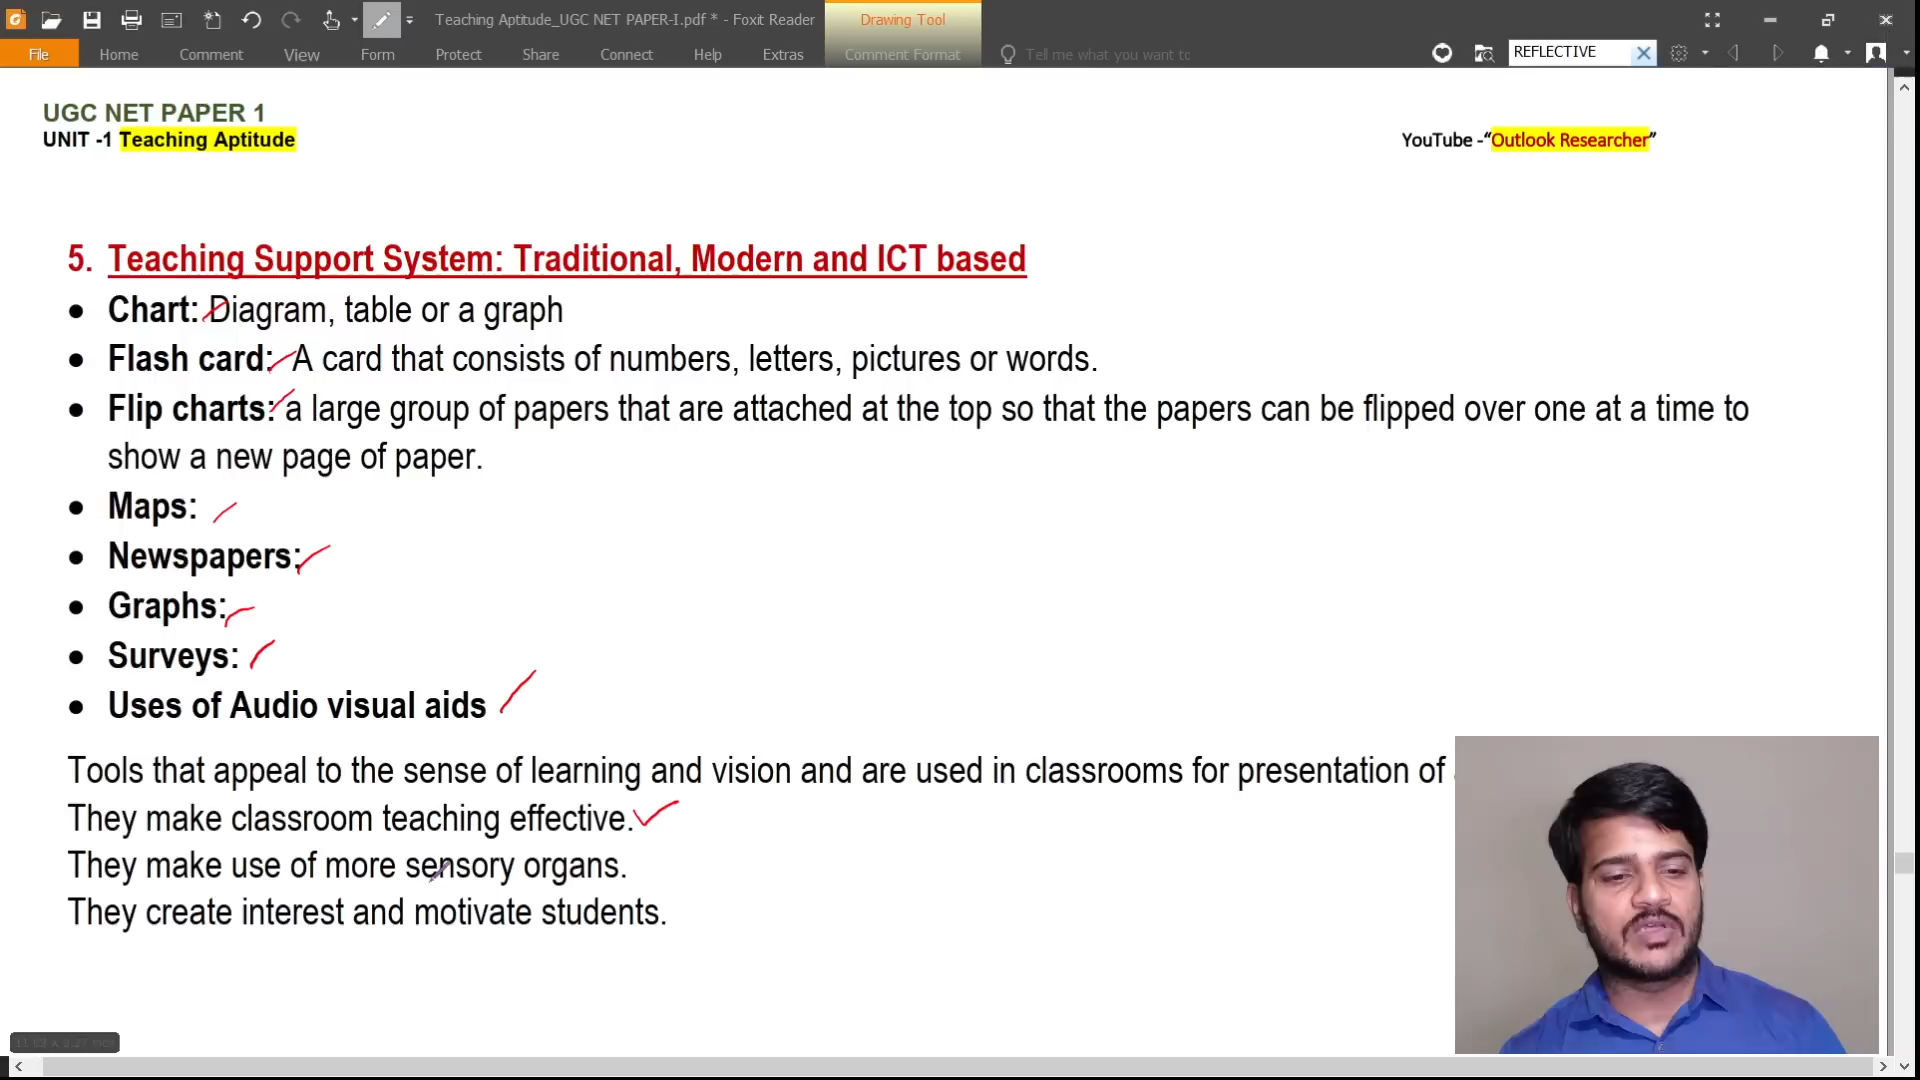 Teaching Aptitude_UGC NET PAPER-I.pdf * - Foxit Reader
Drawing Tool
File Home Comment View Form Protect Share Connect Help Extras Comment Format Tell me what you want to REFLECTIVE
UGC NET PAPER 1
UNIT -1 Teaching Aptitude
YouTube -“Outlook Researcher”
5. Teaching Support System: Traditional, Modern and ICT based
• Chart: Diagram, table or a graph
• Flash card: A card that consists of numbers, letters, pictures or words.
• Flip charts: a large group of papers that are attached at the top so that the papers can be flipped over one at a time to
show a new page of paper.
• Maps:
• Newspapers:
• Graphs:
• Surveys:
• Uses of Audio visual aids
Tools that appeal to the sense of learning and vision and are used in classrooms for presentation of
They make classroom teaching effective.
They make use of more sensory organs.
They create interest and motivate students.